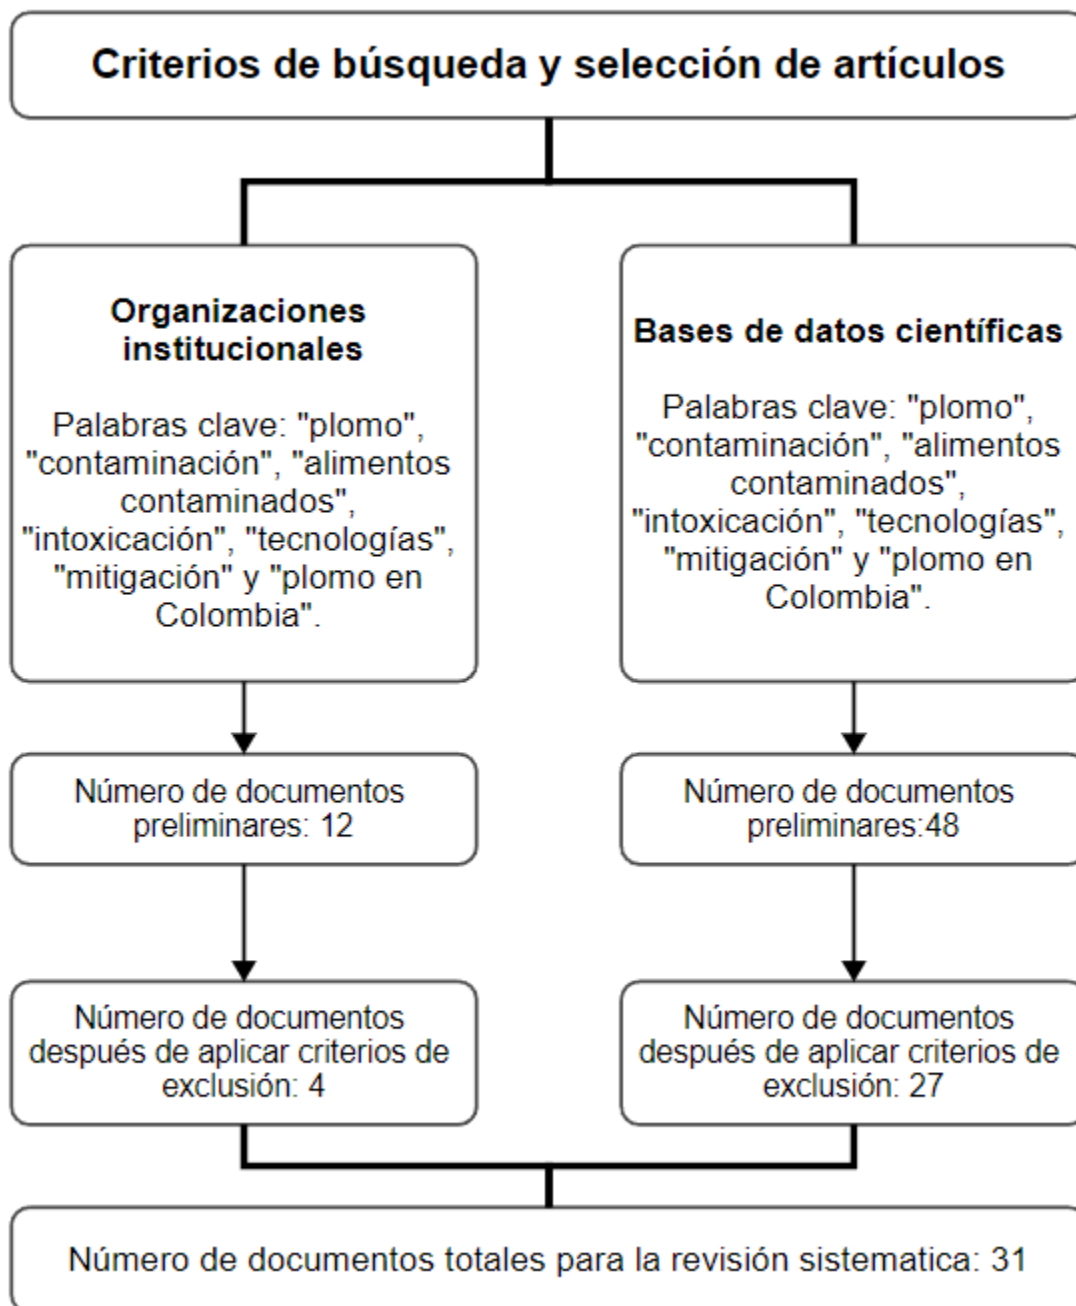 Criterios de búsqueda y selección de artículos
Organizaciones
institucionales
Palabras clave: "plomo",
"contaminación", "alimentos
contaminados",
"intoxicación", "tecnologías",
"mitigación" y "plomo en
Colombia".
Bases de datos científicas
Palabras clave: "plomo",
"contaminación", "alimentos
contaminados",
"intoxicación", "tecnologías",
"mitigación" y "plomo en
Colombia".
Número de documentos
preliminares: 12
Número de documentos
preliminares:48
Número de documentos
después de aplicar criterios de
exclusión: 4
Número de documentos
después de aplicar criterios de
exclusión: 27
Número de documentos totales para la revisión sistematica: 31